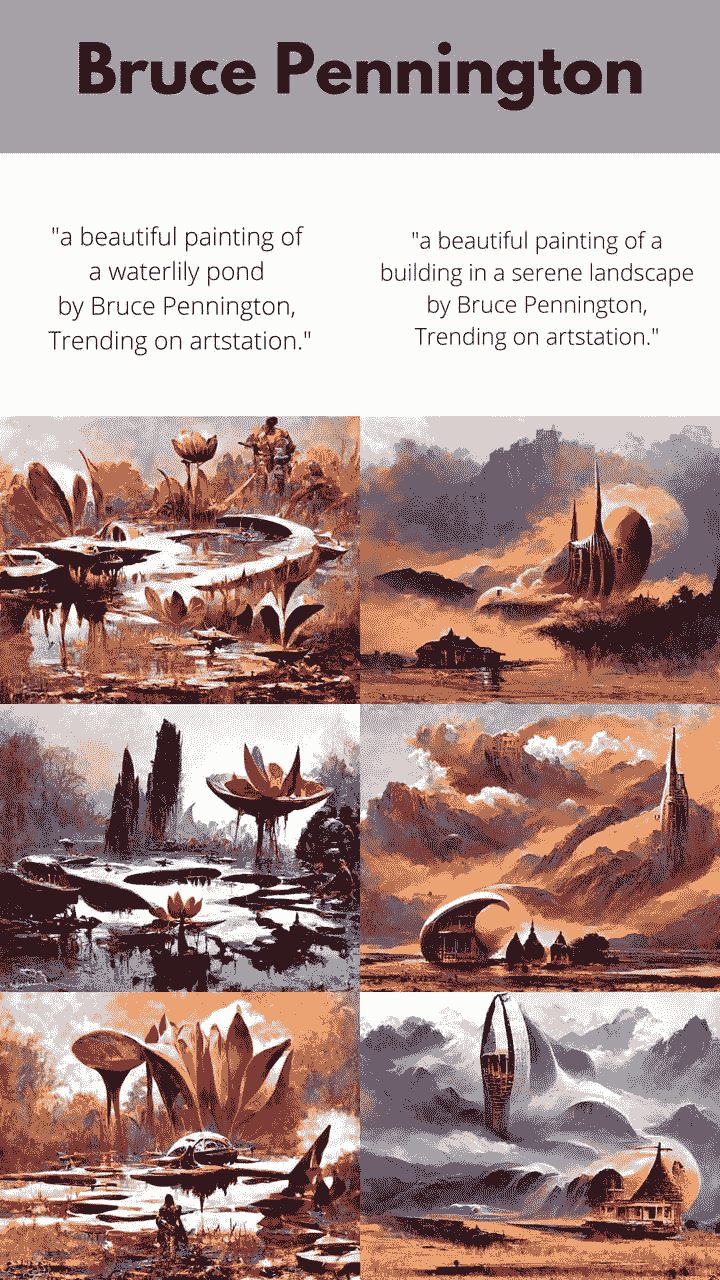 Bruce Pennington
"a beautiful painting of
a waterlily pond
by Bruce Pennington,
Trending on artstation."
"a beautiful painting of a
building in a serene landscape
by Bruce Pennington,
Trending on artstation."